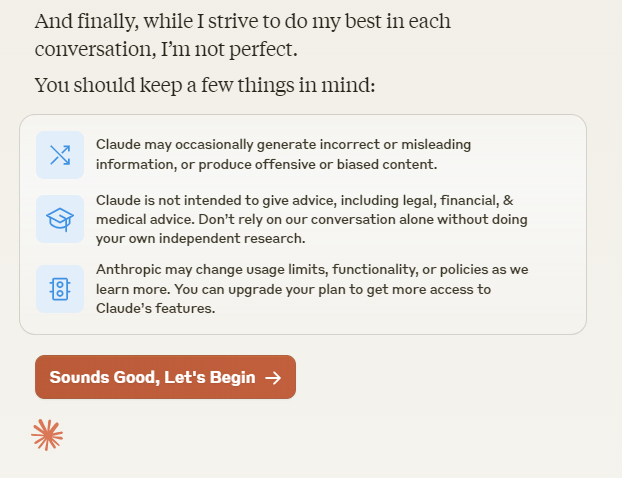 And finally, while I strive to do my best in each
conversation, I’m not perfect.
You should keep a few things in mind:
Claude may occasionally generate incorrect or misleading
information, or produce offensive or biased content.
Claude is not intended to give advice, including legal, financial, &
medical advice. Don’t rely on our conversation alone without doing
your own independent research.
Anthropic may change usage limits, functionality, or policies as we
learn more. You can upgrade your plan to get more access to
Claude’s features.
Sounds Good, Let's Begin →